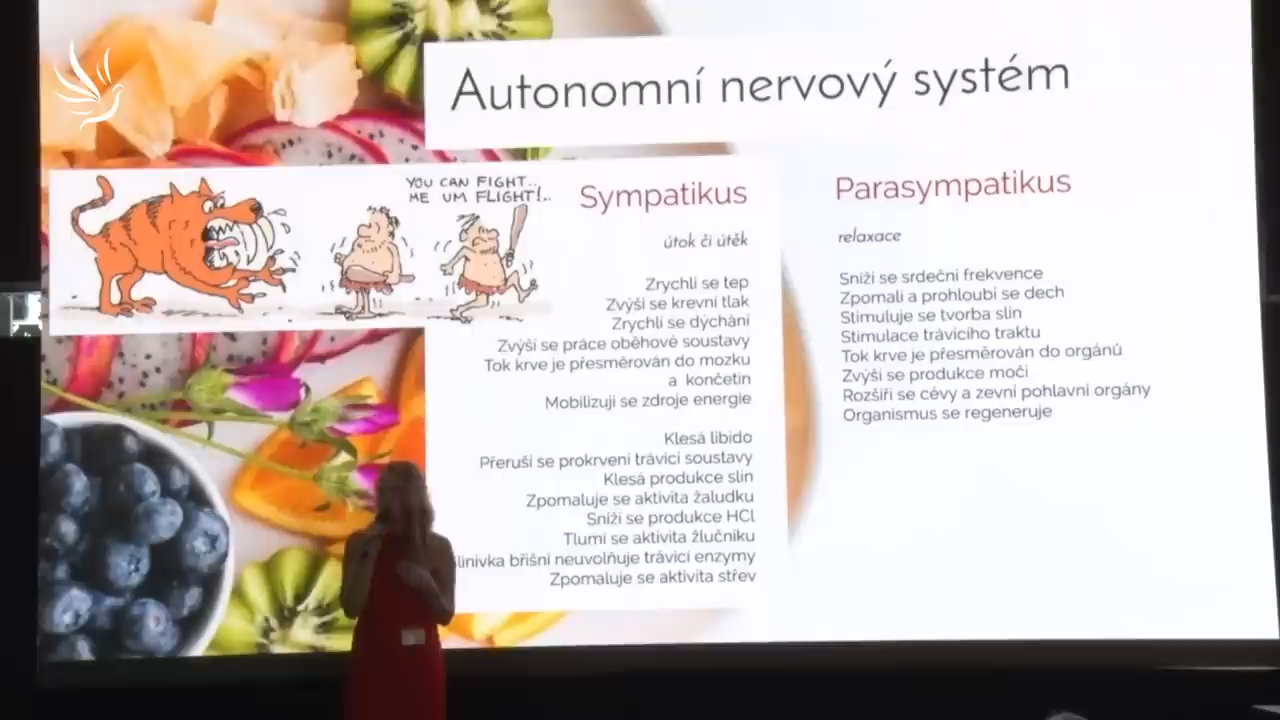 Autonomní nervový systém
YOU CAN FIGHT..
ME UM FLIGHT!..
Sympatikus
útok či útěk
Zrychlí se tep
Zvýší se krevní tlak
Zrychlí se dýchání
Zvýší se práce oběhové soustavy
Tok krve je přesměrován do mozku
a končetin
Mobilizují se zdroje energie
Klesá libido
Přeruší se prokrvení trávicí soustavy
Klesá produkce slin
Zpomaluje se aktivita žaludku
Sníží se produkce HCl
Tlumí se aktivita žlučníku
linivka břišní neuvolňuje trávicí enzymy
Zpomaluje se aktivita střev
Parasympatikus
relaxace
Sníží se srdeční frekvence
Zpomalí a prohloubí se dech
Stimuluje se tvorba slin
Stimulace trávicího traktu
Tok krve je přesměrován do orgánů
Zvýší se produkce moči
Rozšíří se cévy a zevní pohlavní orgány
Organismus se regeneruje